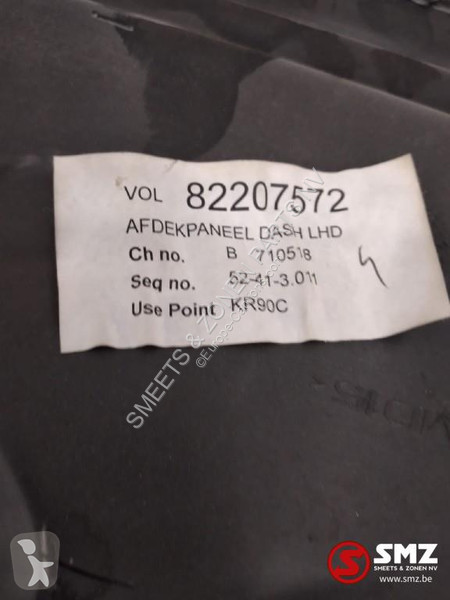 VOL 82207572
AFDEKPANEEL DASH LHD
Ch no. B 710518
Seq no. 52-41-3.011
Use Point KR90C
SMZ
SMEETS & ZONEN NV
www.smz.be